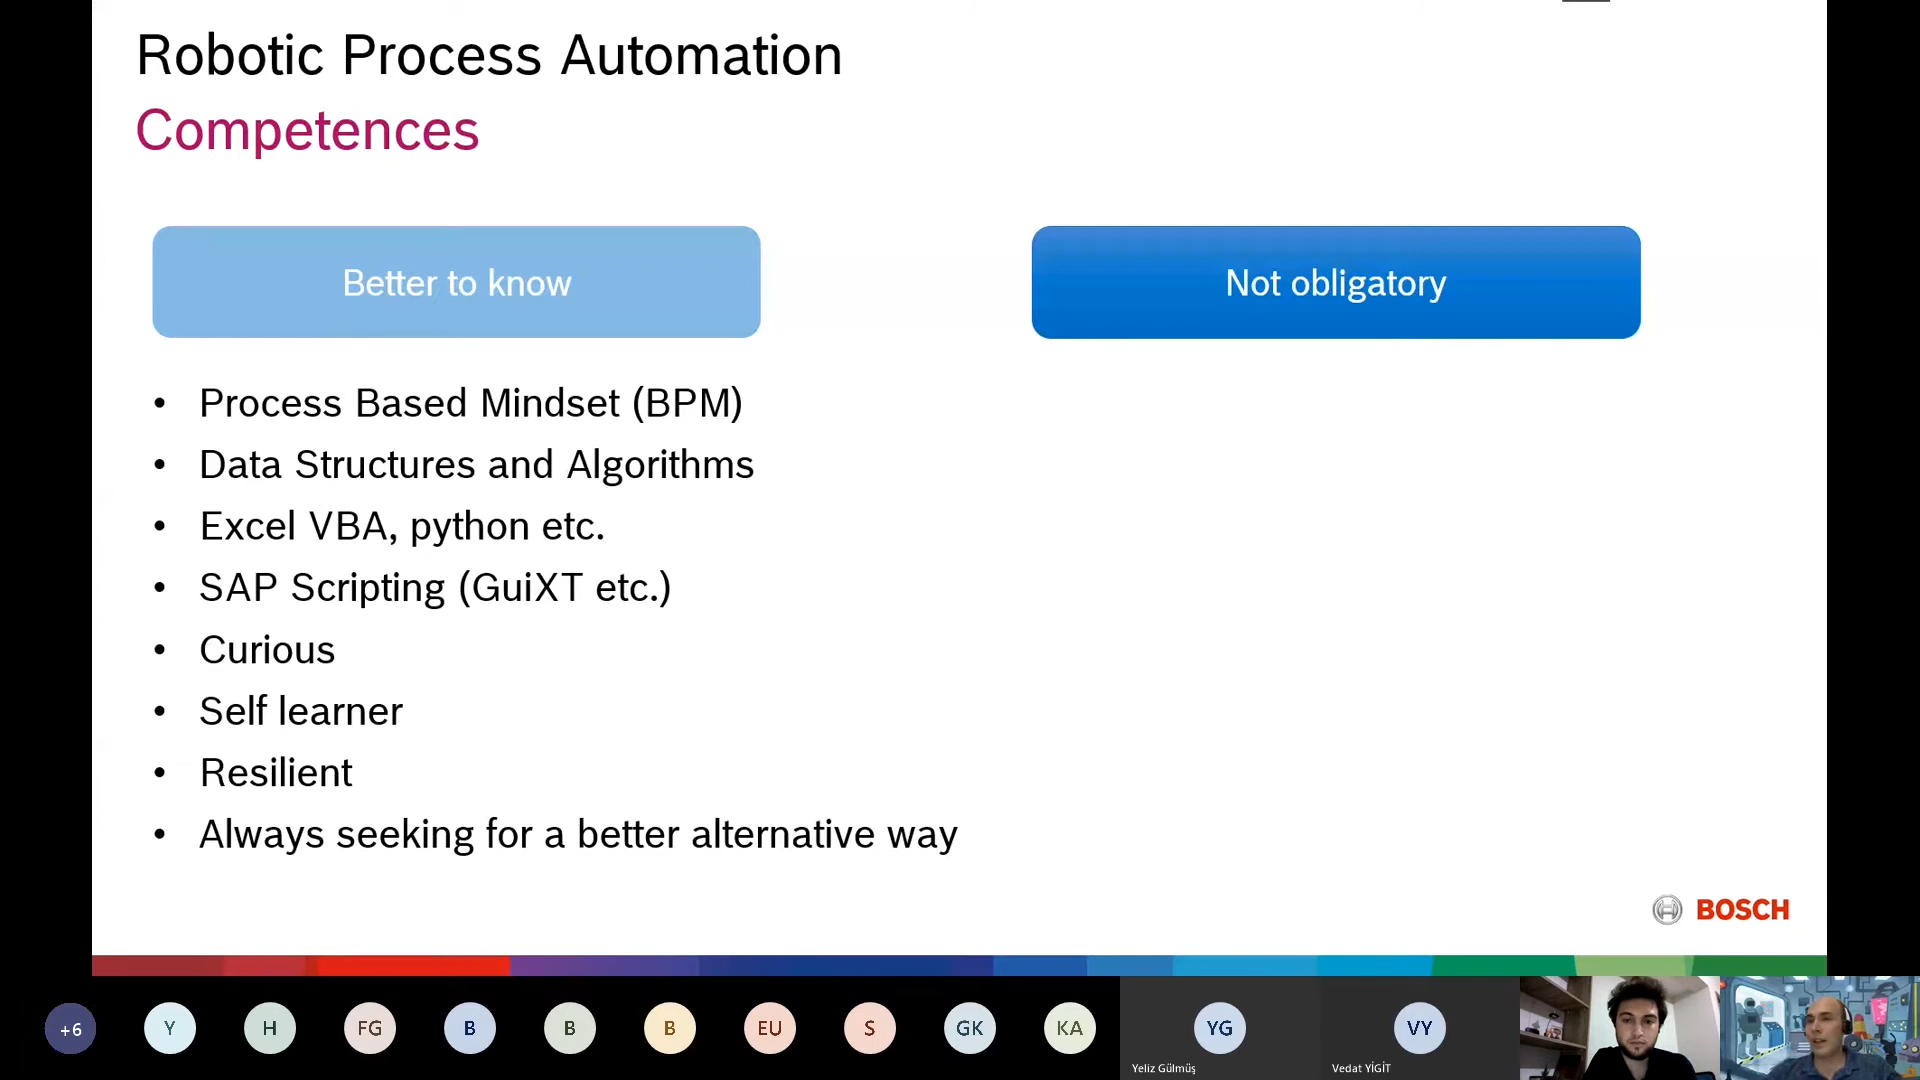 Robotic Process Automation
Competences
Better to know
Not obligatory
• Process Based Mindset (BPM)
• Data Structures and Algorithms
• Excel VBA, python etc.
• SAP Scripting (GuiXT etc.)
• Curious
• Self learner
• Resilient
• Always seeking for a better alternative way
BOSCH
+6
Y
H
FG
B
B
B
EU
S
GK
KA
YG
VY
Yeliz Gülmüş
Vedat YİGİT